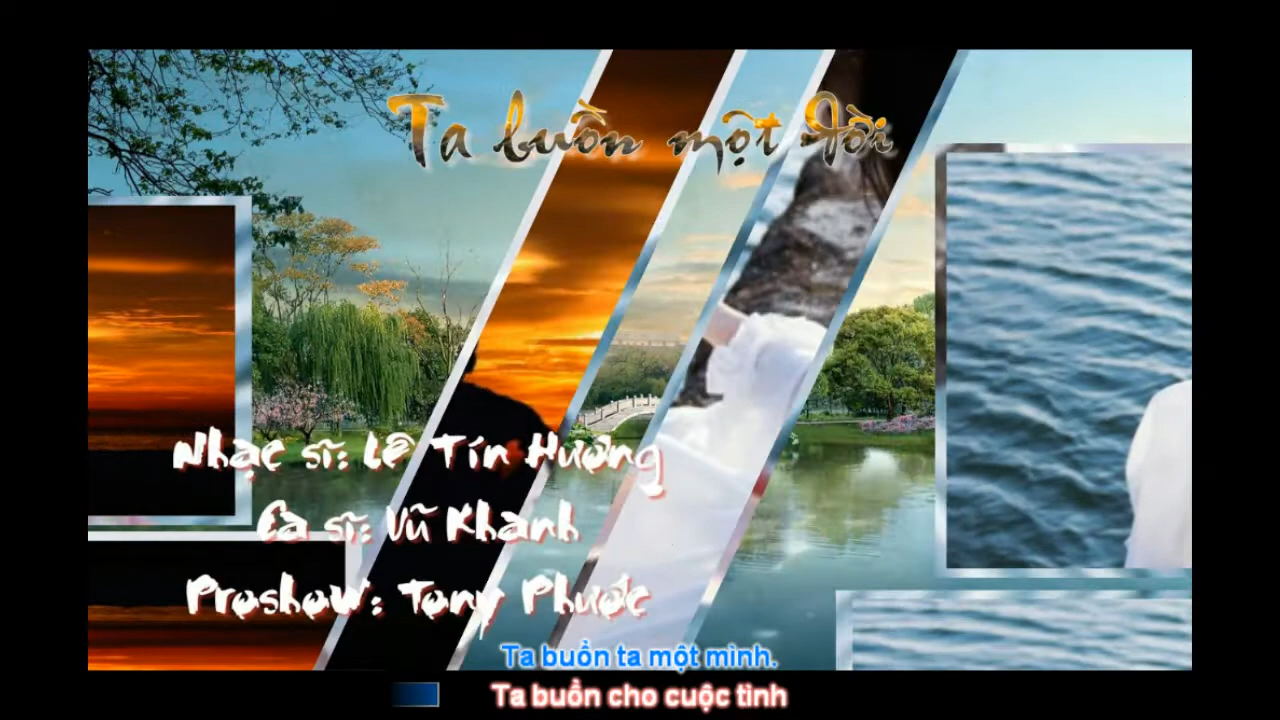 Ta buồn một đời
Nhạc sĩ: Lê Tín Hương
Ca sĩ: Vũ Khanh
Proshow: Tony Phước
Ta buồn ta một mình.
Ta buồn cho cuộc tình